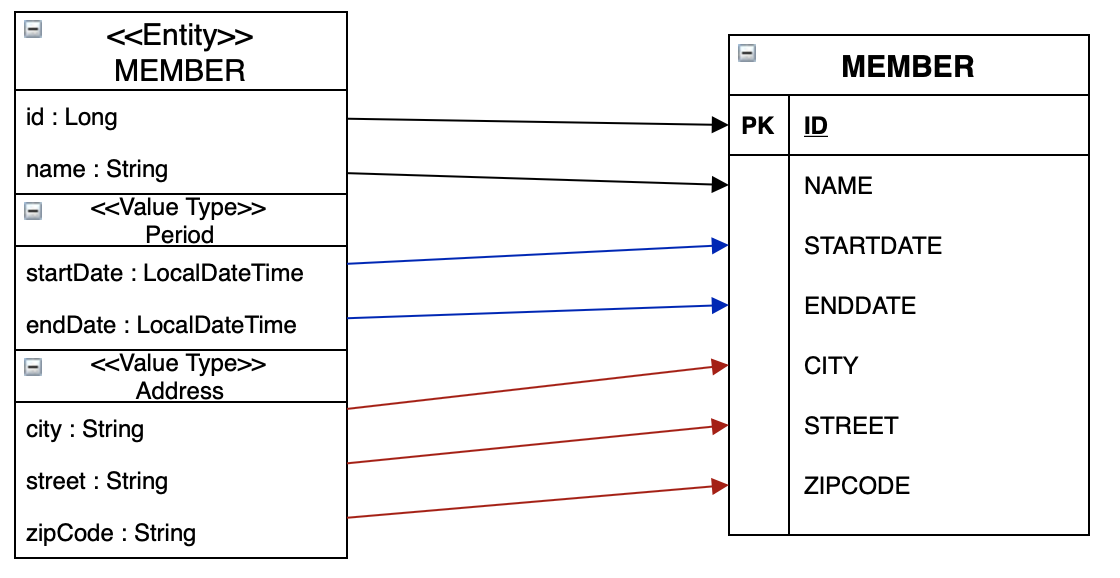 <<Entity>>
MEMBER
id : Long
name : String
<<Value Type>>
Period
startDate : LocalDateTime
endDate : LocalDateTime
<<Value Type>>
Address
city : String
street : String
zipCode : String
MEMBER
PK ID
NAME
STARTDATE
ENDDATE
CITY
STREET
ZIPCODE